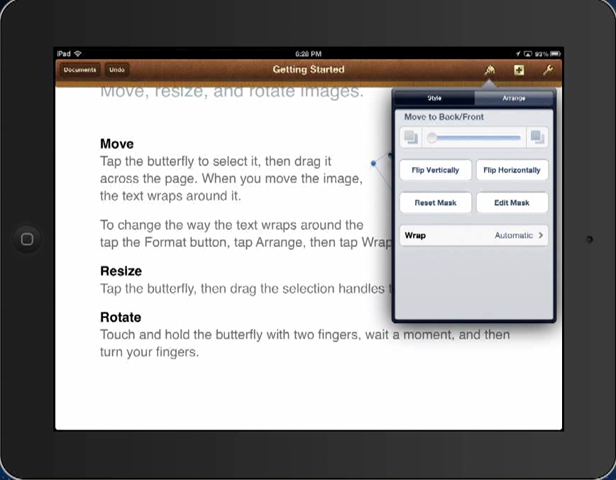 iPad 6:28 PM 93%
Documents Undo Getting Started
Move, resize, and rotate images.
Style Arrange
Move to Back/Front
Flip Vertically Flip Horizontally
Reset Mask Edit Mask
Wrap Automatic
Move
Tap the butterfly to select it, then drag it
across the page. When you move the image,
the text wraps around it.
To change the way the text wraps around the
tap the Format button, tap Arrange, then tap Wrap
Resize
Tap the butterfly, then drag the selection handles
Rotate
Touch and hold the butterfly with two fingers, wait a moment, and then
turn your fingers.